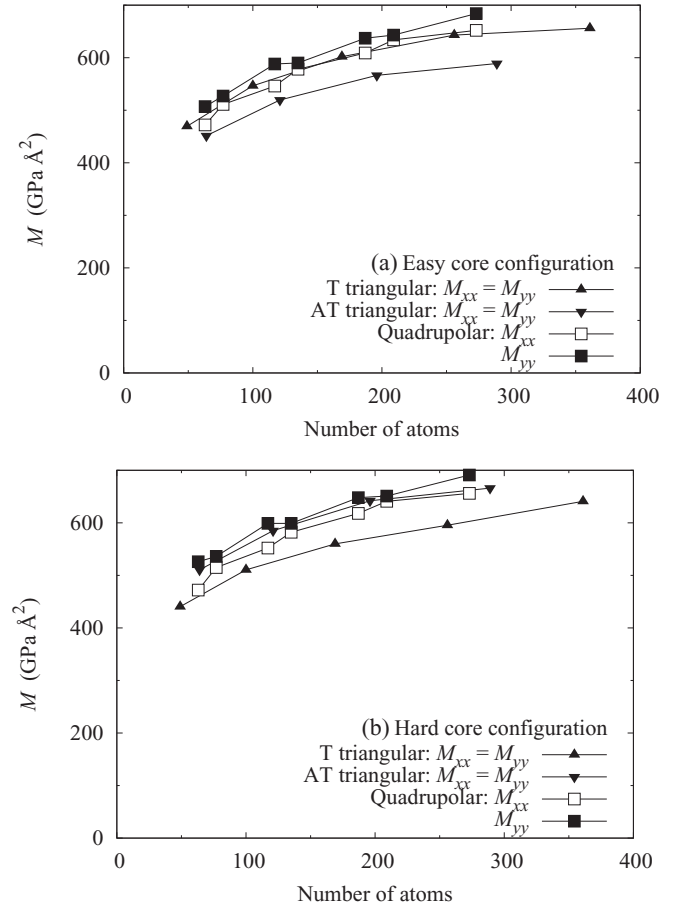 600
400
200
0
M (GPa Å²)
(a) Easy core configuration
T triangular: Mxx = Myy
AT triangular: Mxx = Myy
Quadrupolar: Mxx
Myy
0 100 200 300 400
Number of atoms
600
400
200
0
M (GPa Å²)
(b) Hard core configuration
T triangular: Mxx = Myy
AT triangular: Mxx = Myy
Quadrupolar: Mxx
Myy
0 100 200 300 400
Number of atoms